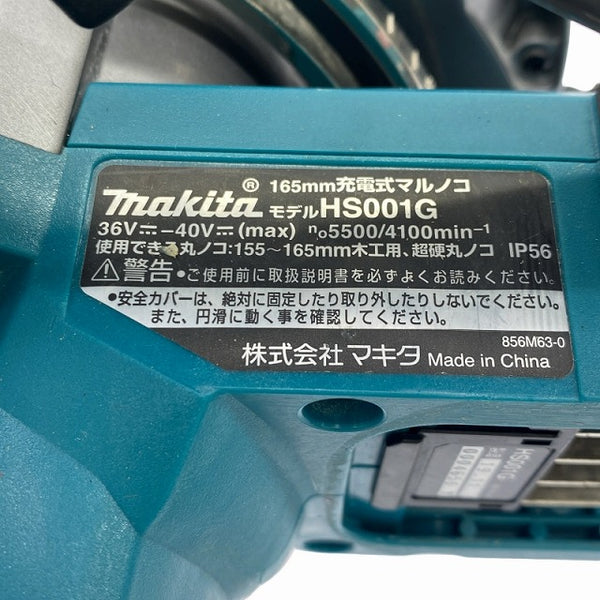 ® 165mm充電式マルノコ
makita モデルHS001G
36V⎓-40V⎓(max) n₀5500/4100min⁻¹
使用できる丸ノコ:155～165mm木工用、超硬丸ノコ IP56
⚠警告 •ご使用前に取扱説明書を必ずよくお読みください。
•安全カバーは、絶対に固定したり取り外したりしないでください。
また、円滑に動く事を確認してください。
856M63-0
株式会社マキタ Made in China
HS001G